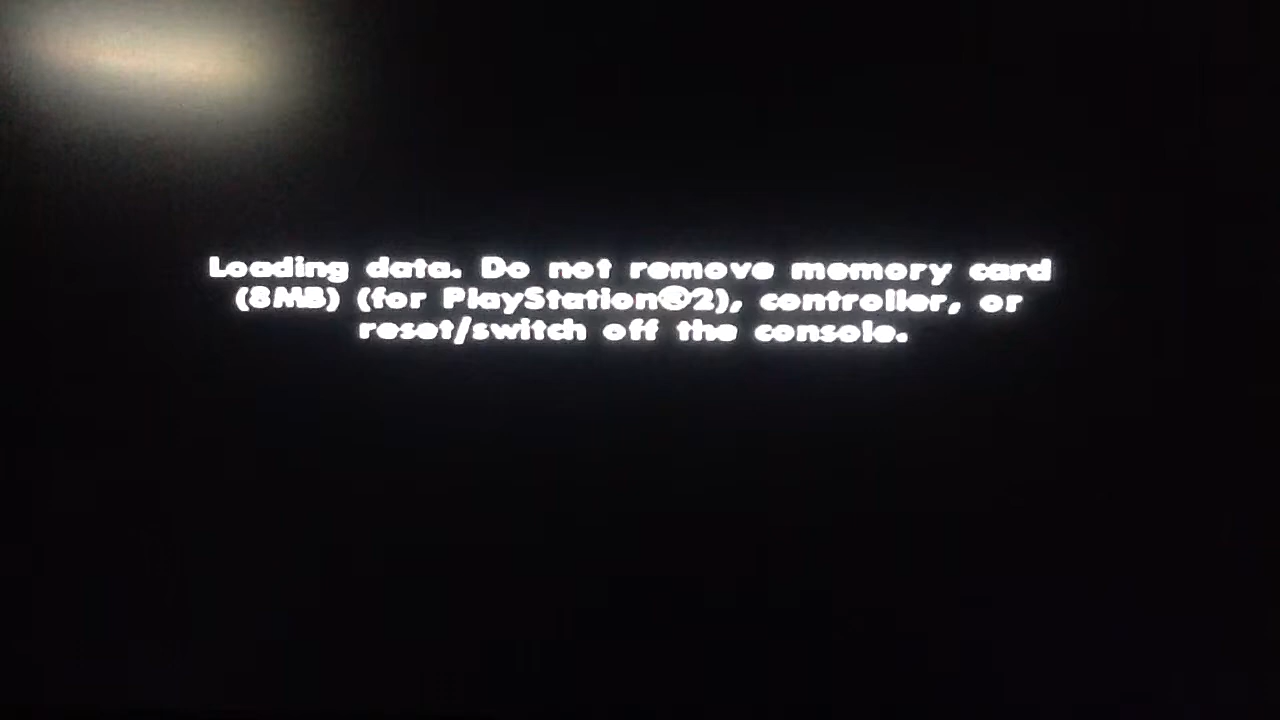 Loading data. Do not remove memory card
(8MB) (for PlayStation®2), controller, or
reset/switch off the console.